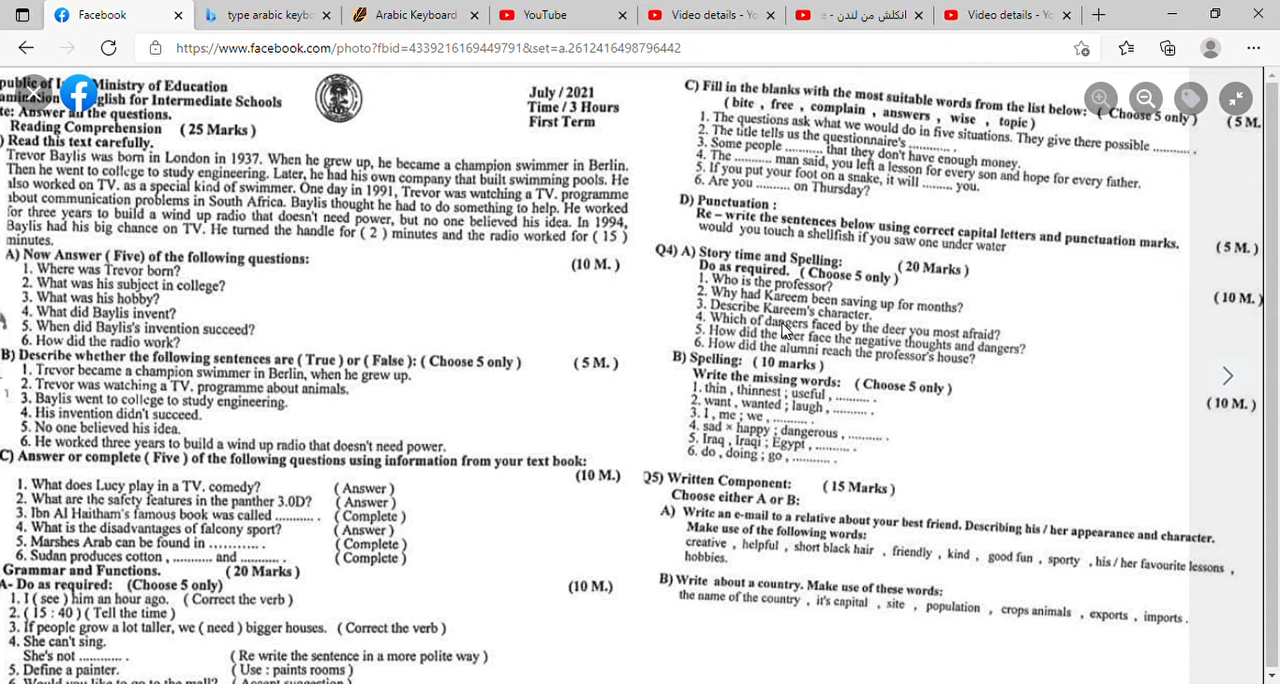 Facebook
type arabic keybo
Arabic Keyboard
YouTube
Video details - Yo
انكلش من لندن - e
Video details - Yo
https://www.facebook.com/photo?fbid=4339216169449791&set=a.2612416498796442
public of Ministry of Education
glish for Intermediate Schools
te: Answer all the questions.
Reading Comprehension ( 25 Marks )
July / 2021
Time / 3 Hours
First Term
) Read this text carefully.
Trevor Baylis was born in London in 1937. When he grew up, he became a champion swimmer in Berlin.
Then he went to college to study engineering. Later, he had his own company that built swimming pools. He
also worked on TV. as a special kind of swimmer. One day in 1991, Trevor was watching a TV. programme
about communication problems in South Africa. Baylis thought he had to do something to help. He worked
for three years to build a wind up radio that doesn't need power, but no one believed his idea. In 1994,
Baylis had his big chance on TV. He turned the handle for ( 2 ) minutes and the radio worked for ( 15 )
minutes.
A) Now Answer ( Five) of the following questions: (10 M. )
1. Where was Trevor born?
2. What was his subject in college?
3. What was his hobby?
4. What did Baylis invent?
5. When did Baylis's invention succeed?
6. How did the radio work?
B) Describe whether the following sentences are ( True ) or ( False ): ( Choose 5 only ) ( 5 M. )
1. Trevor became a champion swimmer in Berlin, when he grew up.
2. Trevor was watching a TV. programme about animals.
3. Baylis went to college to study engineering.
4. His invention didn't succeed.
5. No one believed his idea.
6. He worked three years to build a wind up radio that doesn't need power.
C) Answer or complete ( Five ) of the following questions using information from your text book:
(10 M.)
1. What does Lucy play in a TV. comedy? ( Answer )
2. What are the safety features in the panther 3.0D? ( Answer )
3. Ibn Al Haitham's famous book was called ........... . ( Complete )
4. What is the disadvantages of falcony sport? ( Answer )
5. Marshes Arab can be found in ........... . ( Complete )
6. Sudan produces cotton , ........... and ........... . ( Complete )
Grammar and Functions. ( 20 Marks )
A- Do as required: (Choose 5 only) (10 M.)
1. I ( see ) him an hour ago. ( Correct the verb )
2. ( 15 : 40 ) ( Tell the time )
3. If people grow a lot taller, we ( need ) bigger houses. ( Correct the verb )
4. She can't sing.
She's not ........... . ( Re write the sentence in a more polite way )
5. Define a painter. ( Use : paints rooms )
6. Would you like to go to the mall? ( Accept suggestion )
C) Fill in the blanks with the most suitable words from the list below: ( Choose 5 only ) (5 M.
( bite , free , complain , answers , wise , topic )
1. The questions ask what we would do in five situations. They give there possible .......... .
2. The title tells us the questionnaire's ........... .
3. Some people ......... that they don't have enough money.
4. The .......... man said, you left a lesson for every son and hope for every father.
5. If you put your foot on a snake, it will ........ you.
6. Are you ......... on Thursday?
D) Punctuation :
Re – write the sentences below using correct capital letters and punctuation marks. ( 5 M. )
would you touch a shellfish if you saw one under water
Q4) A) Story time and Spelling: ( 20 Marks )
Do as required. ( Choose 5 only ) ( 10 M. )
1. Who is the professor?
2. Why had Kareem been saving up for months?
3. Describe Kareem's character.
4. Which of dangers faced by the deer you most afraid?
5. How did the deer face the negative thoughts and dangers?
6. How did the alumni reach the professor's house?
B) Spelling: ( 10 marks )
Write the missing words: ( Choose 5 only ) ( 10 M. )
1. thin , thinnest ; useful , .......... .
2. want , wanted ; laugh , .......... .
3. I , me ; we , .......... .
4. sad × happy ; dangerous , .......... .
5. Iraq , Iraqi ; Egypt , .......... .
6. do , doing ; go , ........... .
Q5) Written Component: ( 15 Marks )
Choose either A or B:
A) Write an e-mail to a relative about your best friend. Describing his / her appearance and character.
Make use of the following words:
creative , helpful , short black hair , friendly , kind , good fun , sporty , his / her favourite lessons ,
hobbies.
B) Write about a country. Make use of these words:
the name of the country , it's capital , site , population , crops animals , exports , imports .